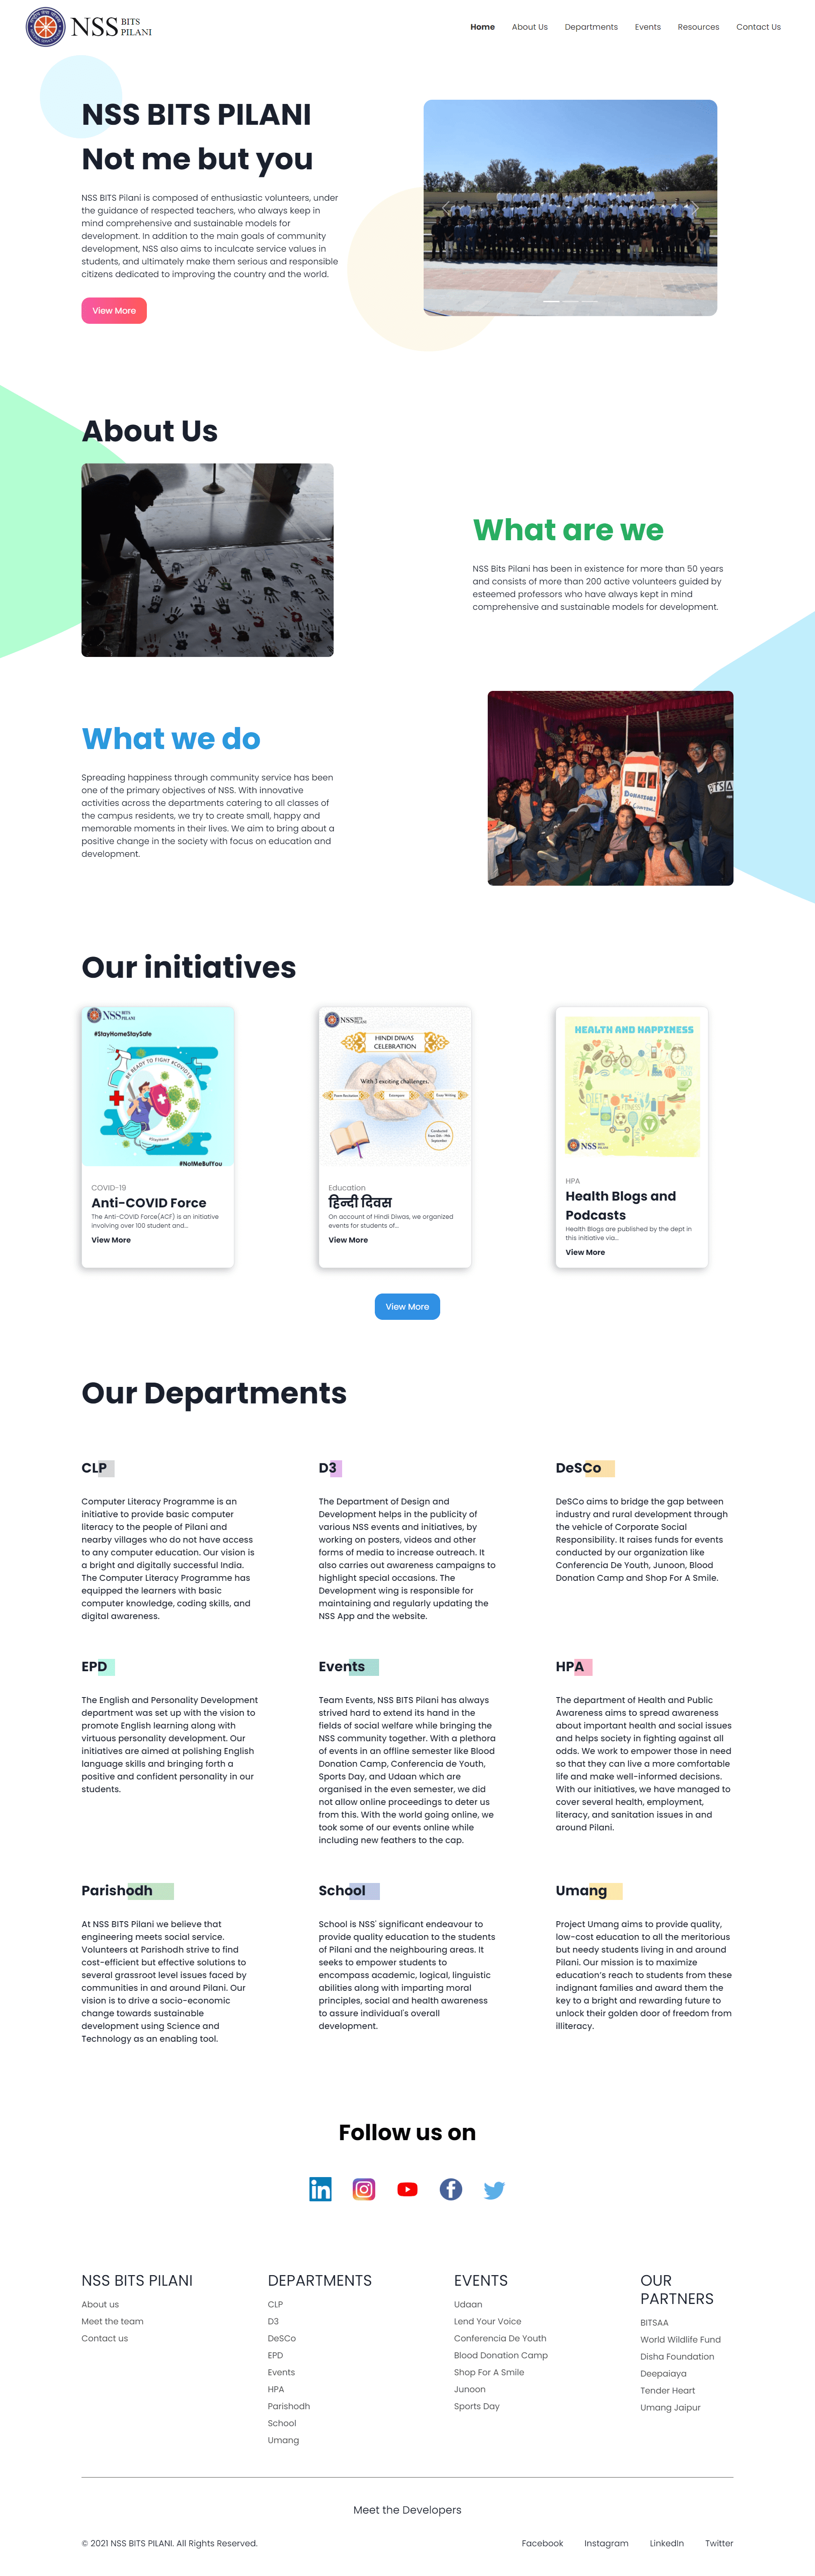 NSS BITS PILANI
Home About Us Departments Events Resources Contact Us
NSS BITS PILANI
Not me but you
NSS BITS Pilani is composed of enthusiastic volunteers, under
the guidance of respected teachers, who always keep in
mind comprehensive and sustainable models for
development. In addition to the main goals of community
development, NSS also aims to inculcate service values in
students, and ultimately make them serious and responsible
citizens dedicated to improving the country and the world.
View More
About Us
What are we
NSS Bits Pilani has been in existence for more than 50 years
and consists of more than 200 active volunteers guided by
esteemed professors who have always kept in mind
comprehensive and sustainable models for development.
What we do
Spreading happiness through community service has been
one of the primary objectives of NSS. With innovative
activities across the departments catering to all classes of
the campus residents, we try to create small, happy and
memorable moments in their lives. We aim to bring about a
positive change in the society with focus on education and
development.
DONATIONS
Our initiatives
NSS BITS PILANI
#StayHomeStaySafe
BE READY TO FIGHT #COVID19
#NotMeButYou
COVID-19
Anti-COVID Force
The Anti-COVID Force(ACF) is an initiative
involving over 100 student and...
View More
NSS BITS PILANI
HINDI DIWAS
CELEBRATION
With 3 exciting challenges.
Poem Recitation Extempore Essay Writing
Conducted
from 12th - 14th
September
Education
हिन्दी दिवस
On account of Hindi Diwas, we organized
events for students of...
View More
HEALTH AND HAPPINESS
DIET
FITNESS
NSS BITS PILANI
HPA
Health Blogs and
Podcasts
Health Blogs are published by the dept in
this initiative via...
View More
View More
Our Departments
CLP
Computer Literacy Programme is an
initiative to provide basic computer
literacy to the people of Pilani and
nearby villages who do not have access
to any computer education. Our vision is
a bright and digitally successful India.
The Computer Literacy Programme has
equipped the learners with basic
computer knowledge, coding skills, and
digital awareness.
D3
The Department of Design and
Development helps in the publicity of
various NSS events and initiatives, by
working on posters, videos and other
forms of media to increase outreach. It
also carries out awareness campaigns to
highlight special occasions. The
Development wing is responsible for
maintaining and regularly updating the
NSS App and the website.
DeSCo
DeSCo aims to bridge the gap between
industry and rural development through
the vehicle of Corporate Social
Responsibility. It raises funds for events
conducted by our organization like
Conferencia De Youth, Junoon, Blood
Donation Camp and Shop For A Smile.
EPD
The English and Personality Development
department was set up with the vision to
promote English learning along with
virtuous personality development. Our
initiatives are aimed at polishing English
language skills and bringing forth a
positive and confident personality in our
students.
Events
Team Events, NSS BITS Pilani has always
strived hard to extend its hand in the
fields of social welfare while bringing the
NSS community together. With a plethora
of events in an offline semester like Blood
Donation Camp, Conferencia de Youth,
Sports Day, and Udaan which are
organised in the even semester, we did
not allow online proceedings to deter us
from this. With the world going online, we
took some of our events online while
including new feathers to the cap.
HPA
The department of Health and Public
Awareness aims to spread awareness
about important health and social issues
and helps society in fighting against all
odds. We work to empower those in need
so that they can live a more comfortable
life and make well-informed decisions.
With our initiatives, we have managed to
cover several health, employment,
literacy, and sanitation issues in and
around Pilani.
Parishodh
At NSS BITS Pilani we believe that
engineering meets social service.
Volunteers at Parishodh strive to find
cost-efficient but effective solutions to
several grassroot level issues faced by
communities in and around Pilani. Our
vision is to drive a socio-economic
change towards sustainable
development using Science and
Technology as an enabling tool.
School
School is NSS' significant endeavour to
provide quality education to the students
of Pilani and the neighbouring areas. It
seeks to empower students to
encompass academic, logical, linguistic
abilities along with imparting moral
principles, social and health awareness
to assure individual's overall
development.
Umang
Project Umang aims to provide quality,
low-cost education to all the meritorious
but needy students living in and around
Pilani. Our mission is to maximize
education's reach to students from these
indignant families and award them the
key to a bright and rewarding future to
unlock their golden door of freedom from
illiteracy.
Follow us on
NSS BITS PILANI
About us
Meet the team
Contact us
DEPARTMENTS
CLP
D3
DeSCo
EPD
Events
HPA
Parishodh
School
Umang
EVENTS
Udaan
Lend Your Voice
Conferencia De Youth
Blood Donation Camp
Shop For A Smile
Junoon
Sports Day
OUR
PARTNERS
BITSAA
World Wildlife Fund
Disha Foundation
Deepaiaya
Tender Heart
Umang Jaipur
Meet the Developers
© 2021 NSS BITS PILANI. All Rights Reserved.
Facebook Instagram LinkedIn Twitter